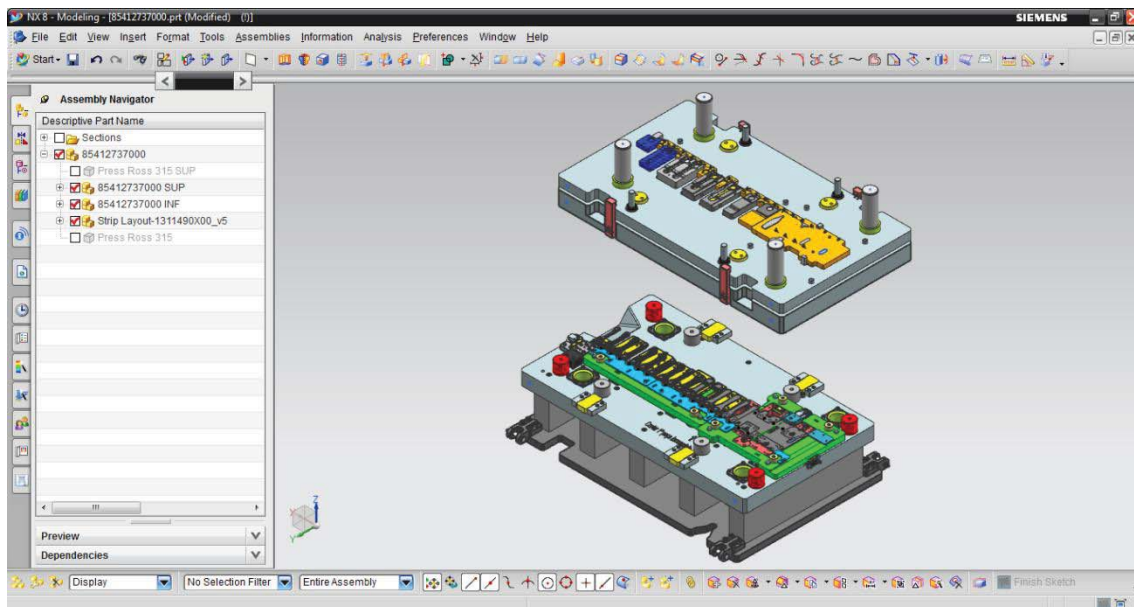 NX 8 - Modeling - [85412737000.prt (Modified) (!)]
SIEMENS
File Edit View Insert Format Tools Assemblies Information Analysis Preferences Window Help
Start
Assembly Navigator
Descriptive Part Name
Sections
85412737000
Press Ross 315 SUP
85412737000 SUP
85412737000 INF
Strip Layout-1311490X00_v5
Press Ross 315
Preview
Dependencies
Z
Y
Display
No Selection Filter
Entire Assembly
Finish Sketch